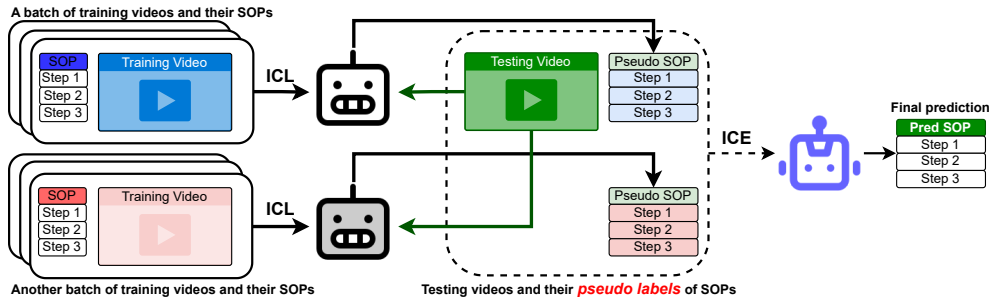 A batch of training videos and their SOPs
SOP
Step 1
Step 2
Step 3
Training Video
ICL
Testing Video
Pseudo SOP
Step 1
Step 2
Step 3
ICE
Final prediction
Pred SOP
Step 1
Step 2
Step 3
SOP
Step 1
Step 2
Step 3
Training Video
ICL
Pseudo SOP
Step 1
Step 2
Step 3
Another batch of training videos and their SOPs
Testing videos and their pseudo labels of SOPs